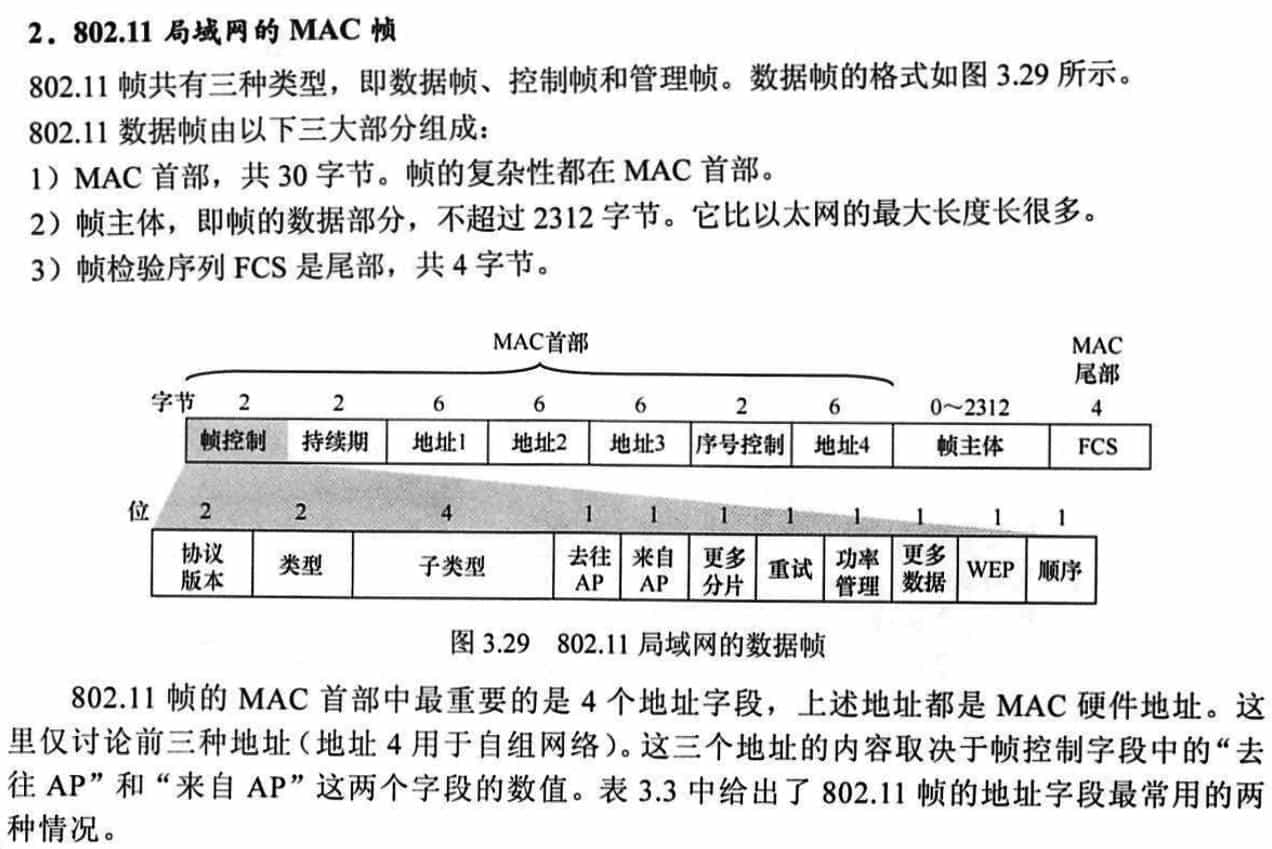 2．802.11 局域网的 MAC 帧
802.11 帧共有三种类型，即数据帧、控制帧和管理帧。数据帧的格式如图 3.29 所示。
802.11 数据帧由以下三大部分组成：
1）MAC 首部，共 30 字节。帧的复杂性都在 MAC 首部。
2）帧主体，即帧的数据部分，不超过 2312 字节。它比以太网的最大长度长很多。
3）帧检验序列 FCS 是尾部，共 4 字节。
MAC首部
MAC
尾部
字节 2 2 6 6 6 2 6 0～2312 4
帧控制 持续期 地址1 地址2 地址3 序号控制 地址4 帧主体 FCS
位 2 2 4 1 1 1 1 1 1 1 1
协议版本 类型 子类型 去往AP 来自AP 更多分片 重试 功率管理 更多数据 WEP 顺序
图 3.29 802.11 局域网的数据帧
802.11 帧的 MAC 首部中最重要的是 4 个地址字段，上述地址都是 MAC 硬件地址。这
里仅讨论前三种地址（地址 4 用于自组网络）。这三个地址的内容取决于帧控制字段中的“去
往 AP”和“来自 AP”这两个字段的数值。表 3.3 中给出了 802.11 帧的地址字段最常用的两
种情况。